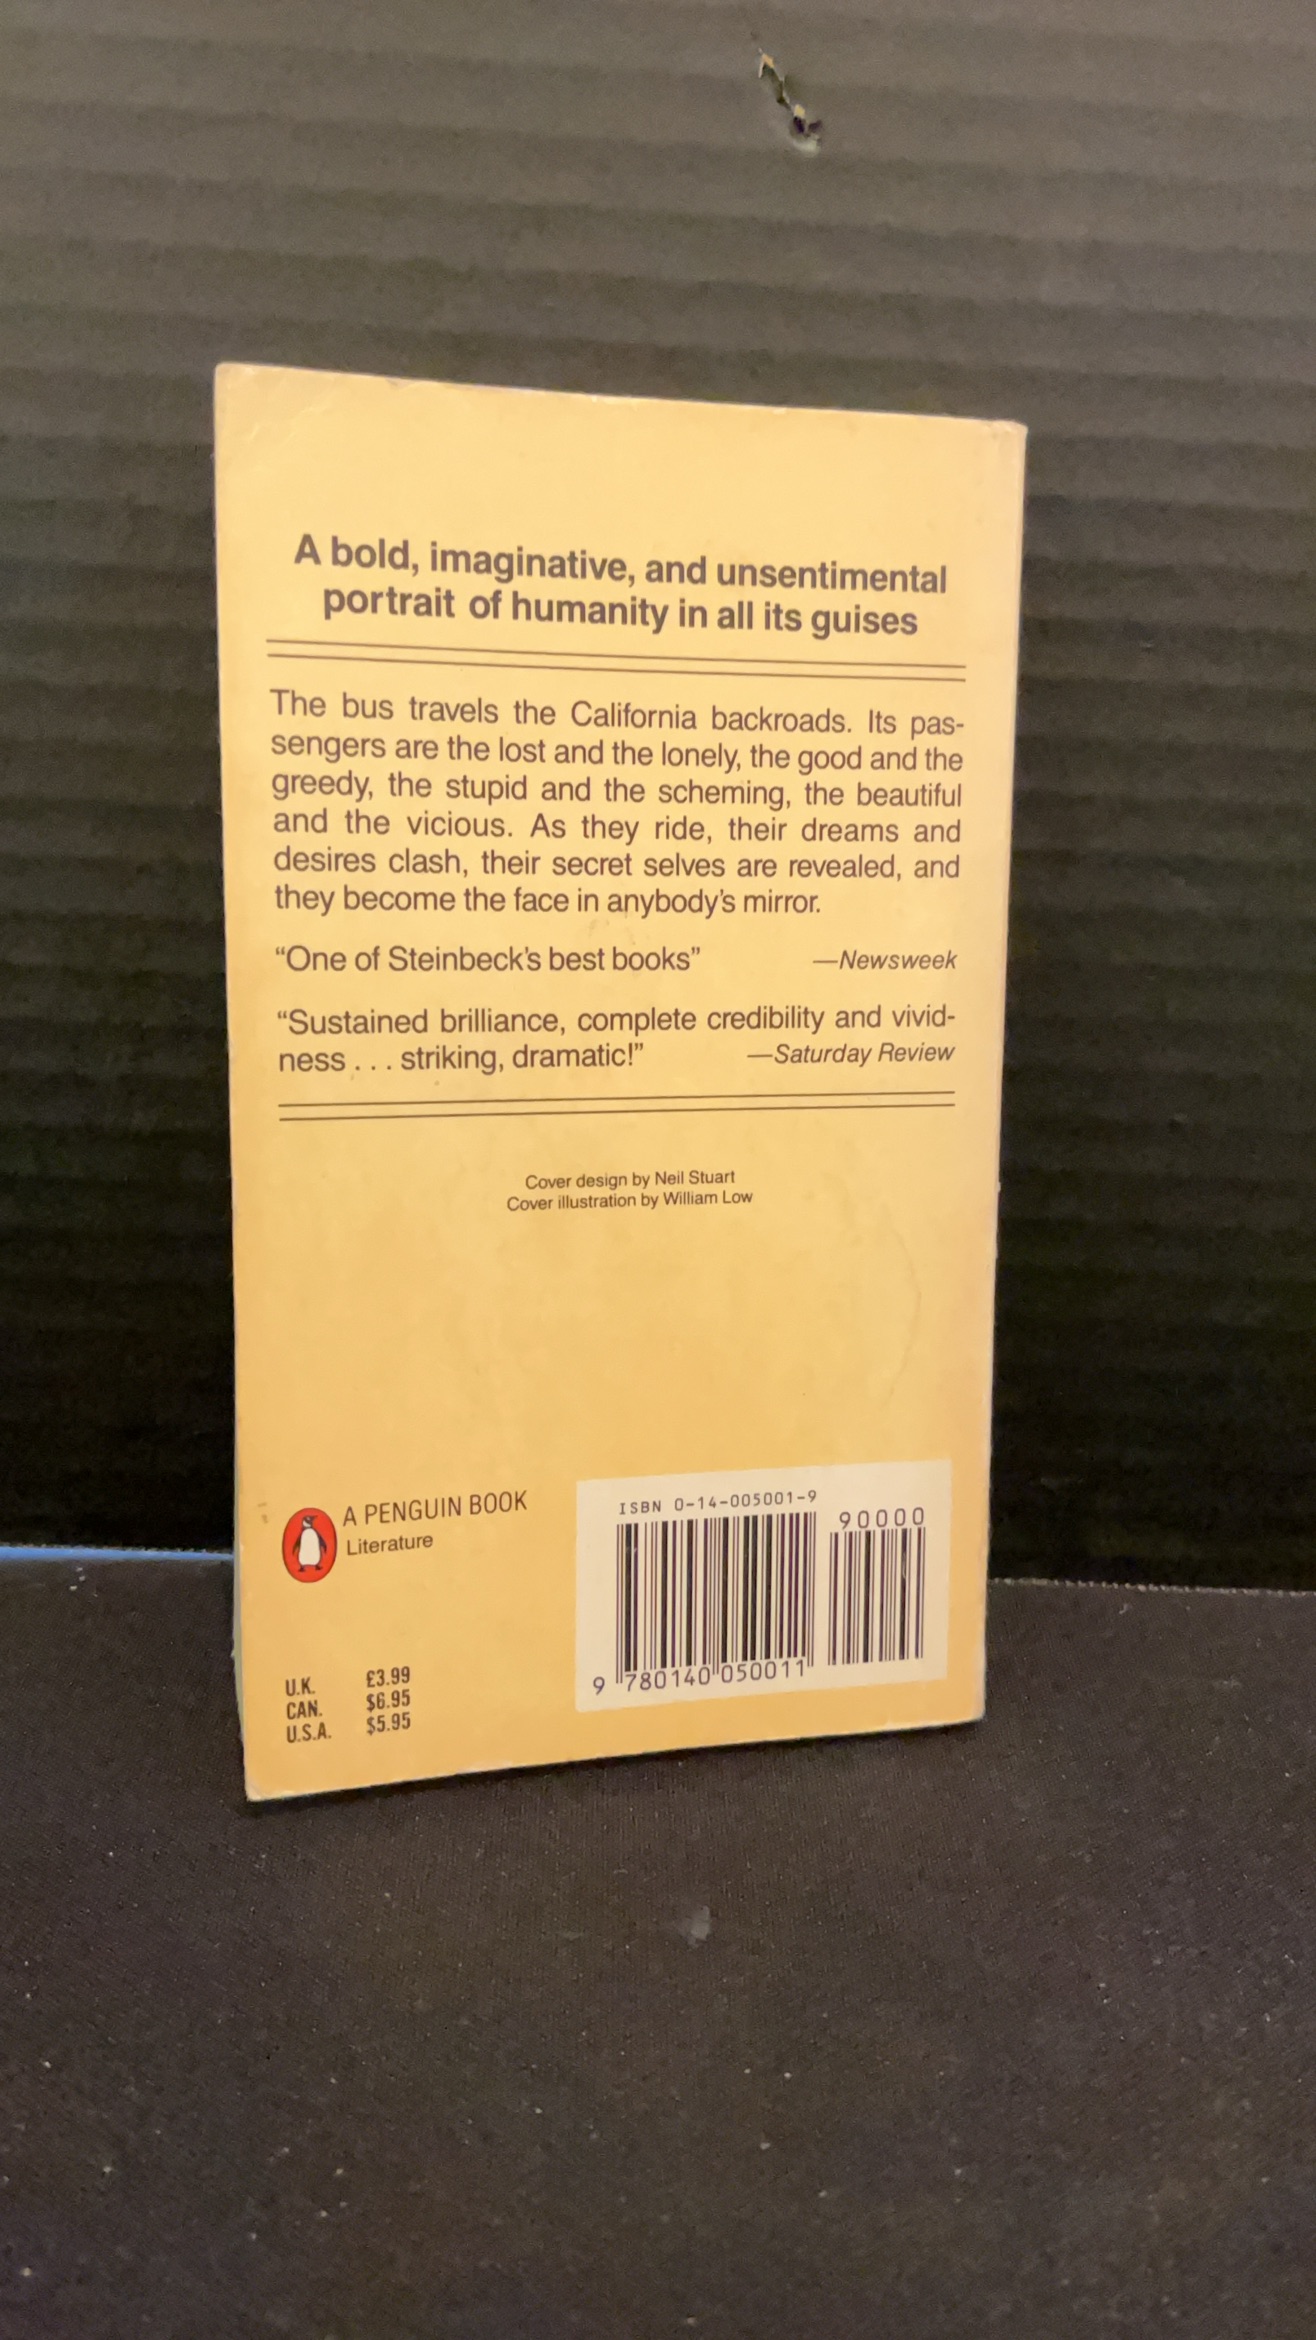 A bold, imaginative, and unsentimental
portrait of humanity in all its guises
The bus travels the California backroads. Its pas-
sengers are the lost and the lonely, the good and the
greedy, the stupid and the scheming, the beautiful
and the vicious. As they ride, their dreams and
desires clash, their secret selves are revealed, and
they become the face in anybody's mirror.
“One of Steinbeck's best books” —Newsweek
“Sustained brilliance, complete credibility and vivid-
ness . . . striking, dramatic!” —Saturday Review
Cover design by Neil Stuart
Cover illustration by William Low
A PENGUIN BOOK
Literature
U.K. £3.99
CAN. $6.95
U.S.A. $5.95
ISBN 0-14-005001-9
90000
9 780140 050011